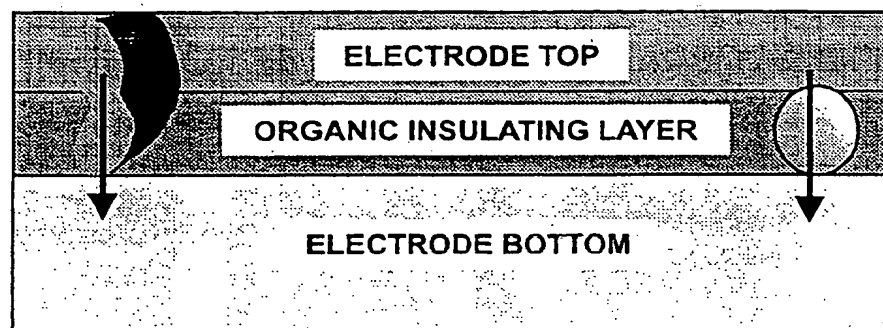 ELECTRODE TOP
ORGANIC INSULATING LAYER
ELECTRODE BOTTOM